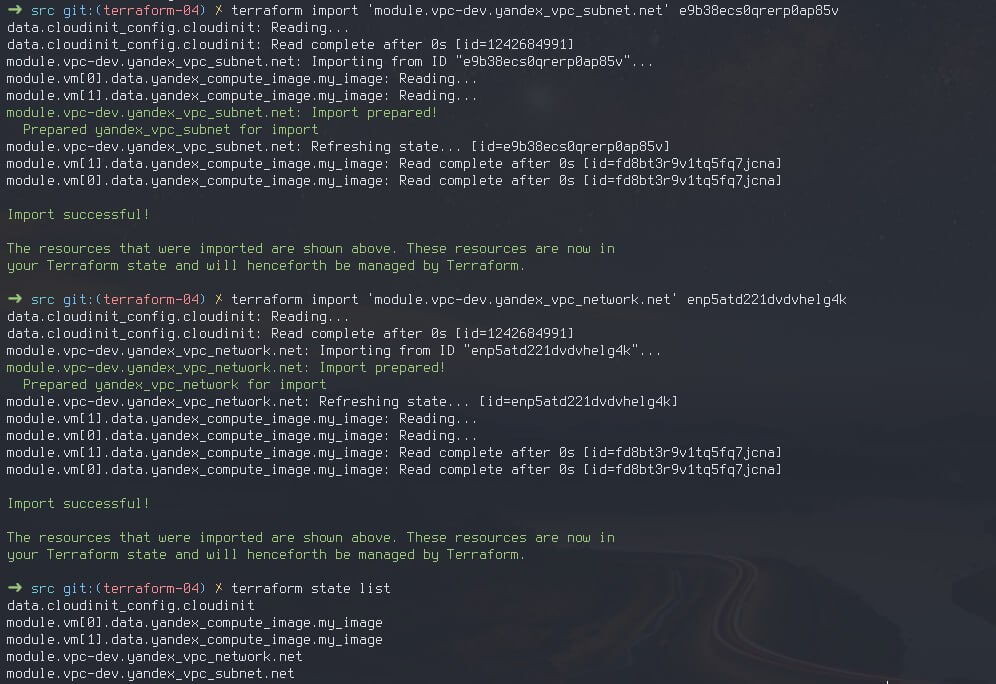 ➜ src git:(terraform-04) ✗ terraform import 'module.vpc-dev.yandex_vpc_subnet.net' e9b38ecs0qrerp0ap85v
data.cloudinit_config.cloudinit: Reading...
data.cloudinit_config.cloudinit: Read complete after 0s [id=1242684991]
module.vpc-dev.yandex_vpc_subnet.net: Importing from ID "e9b38ecs0qrerp0ap85v"...
module.vm[0].data.yandex_compute_image.my_image: Reading...
module.vm[1].data.yandex_compute_image.my_image: Reading...
module.vpc-dev.yandex_vpc_subnet.net: Import prepared!
  Prepared yandex_vpc_subnet for import
module.vpc-dev.yandex_vpc_subnet.net: Refreshing state... [id=e9b38ecs0qrerp0ap85v]
module.vm[1].data.yandex_compute_image.my_image: Read complete after 0s [id=fd8bt3r9v1tq5fq7jcna]
module.vm[0].data.yandex_compute_image.my_image: Read complete after 0s [id=fd8bt3r9v1tq5fq7jcna]
Import successful!
The resources that were imported are shown above. These resources are now in
your Terraform state and will henceforth be managed by Terraform.
➜ src git:(terraform-04) ✗ terraform import 'module.vpc-dev.yandex_vpc_network.net' enp5atd221dvdvhelg4k
data.cloudinit_config.cloudinit: Reading...
data.cloudinit_config.cloudinit: Read complete after 0s [id=1242684991]
module.vpc-dev.yandex_vpc_network.net: Importing from ID "enp5atd221dvdvhelg4k"...
module.vpc-dev.yandex_vpc_network.net: Import prepared!
  Prepared yandex_vpc_network for import
module.vpc-dev.yandex_vpc_network.net: Refreshing state... [id=enp5atd221dvdvhelg4k]
module.vm[1].data.yandex_compute_image.my_image: Reading...
module.vm[0].data.yandex_compute_image.my_image: Reading...
module.vm[1].data.yandex_compute_image.my_image: Read complete after 0s [id=fd8bt3r9v1tq5fq7jcna]
module.vm[0].data.yandex_compute_image.my_image: Read complete after 0s [id=fd8bt3r9v1tq5fq7jcna]
Import successful!
The resources that were imported are shown above. These resources are now in
your Terraform state and will henceforth be managed by Terraform.
➜ src git:(terraform-04) ✗ terraform state list
data.cloudinit_config.cloudinit
module.vm[0].data.yandex_compute_image.my_image
module.vm[1].data.yandex_compute_image.my_image
module.vpc-dev.yandex_vpc_network.net
module.vpc-dev.yandex_vpc_subnet.net